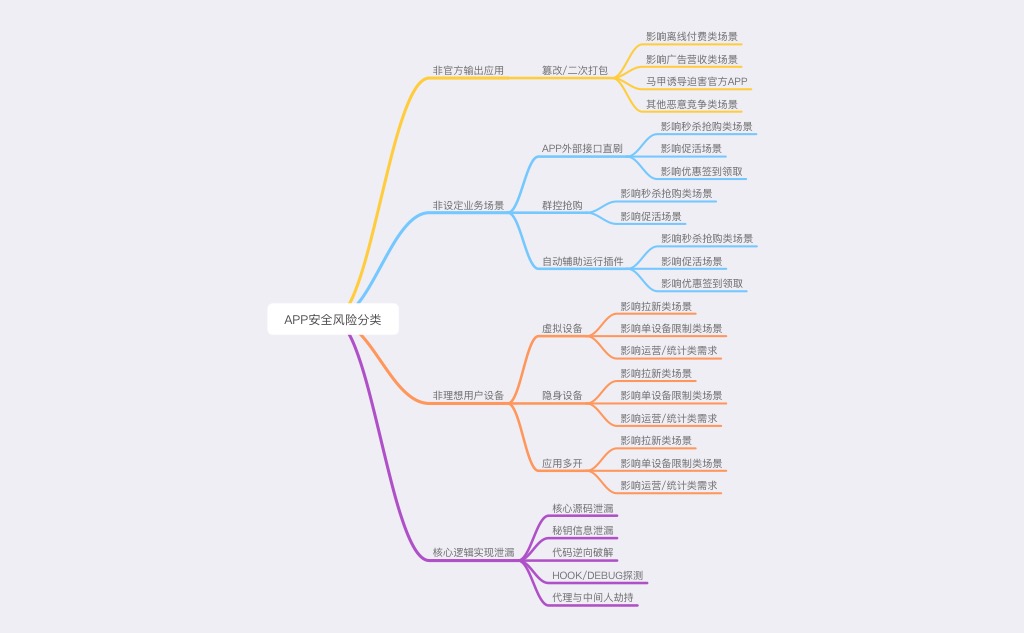 APP安全风险分类
非官方输出应用
篡改/二次打包
影响离线付费类场景
影响广告营收类场景
马甲诱导迫害官方APP
其他恶意竞争类场景
非设定业务场景
APP外部接口直刷
影响秒杀抢购类场景
影响促活场景
影响优惠签到领取
群控抢购
影响秒杀抢购类场景
影响促活场景
自动辅助运行插件
影响秒杀抢购类场景
影响促活场景
影响优惠签到领取
非理想用户设备
虚拟设备
影响拉新类场景
影响单设备限制类场景
影响运营/统计类需求
隐身设备
影响拉新类场景
影响单设备限制类场景
影响运营/统计类需求
应用多开
影响拉新类场景
影响单设备限制类场景
影响运营/统计类需求
核心逻辑实现泄漏
核心源码泄漏
秘钥信息泄漏
代码逆向破解
HOOK/DEBUG探测
代理与中间人劫持